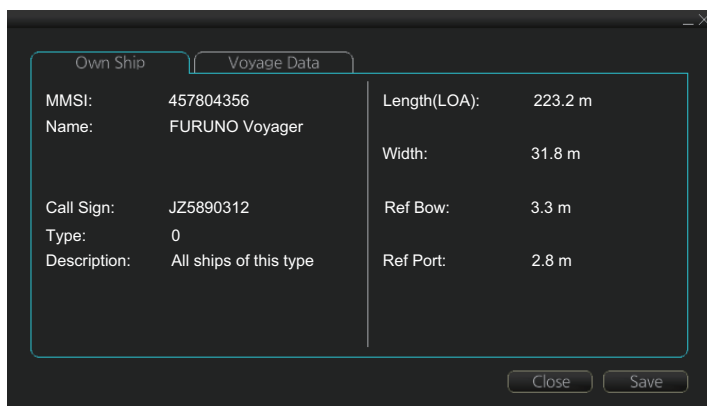 Own Ship
Voyage Data
MMSI: 457804356
Name: FURUNO Voyager
Call Sign: JZ5890312
Type: 0
Description: All ships of this type
Length(LOA): 223.2 m
Width: 31.8 m
Ref Bow: 3.3 m
Ref Port: 2.8 m
Close
Save